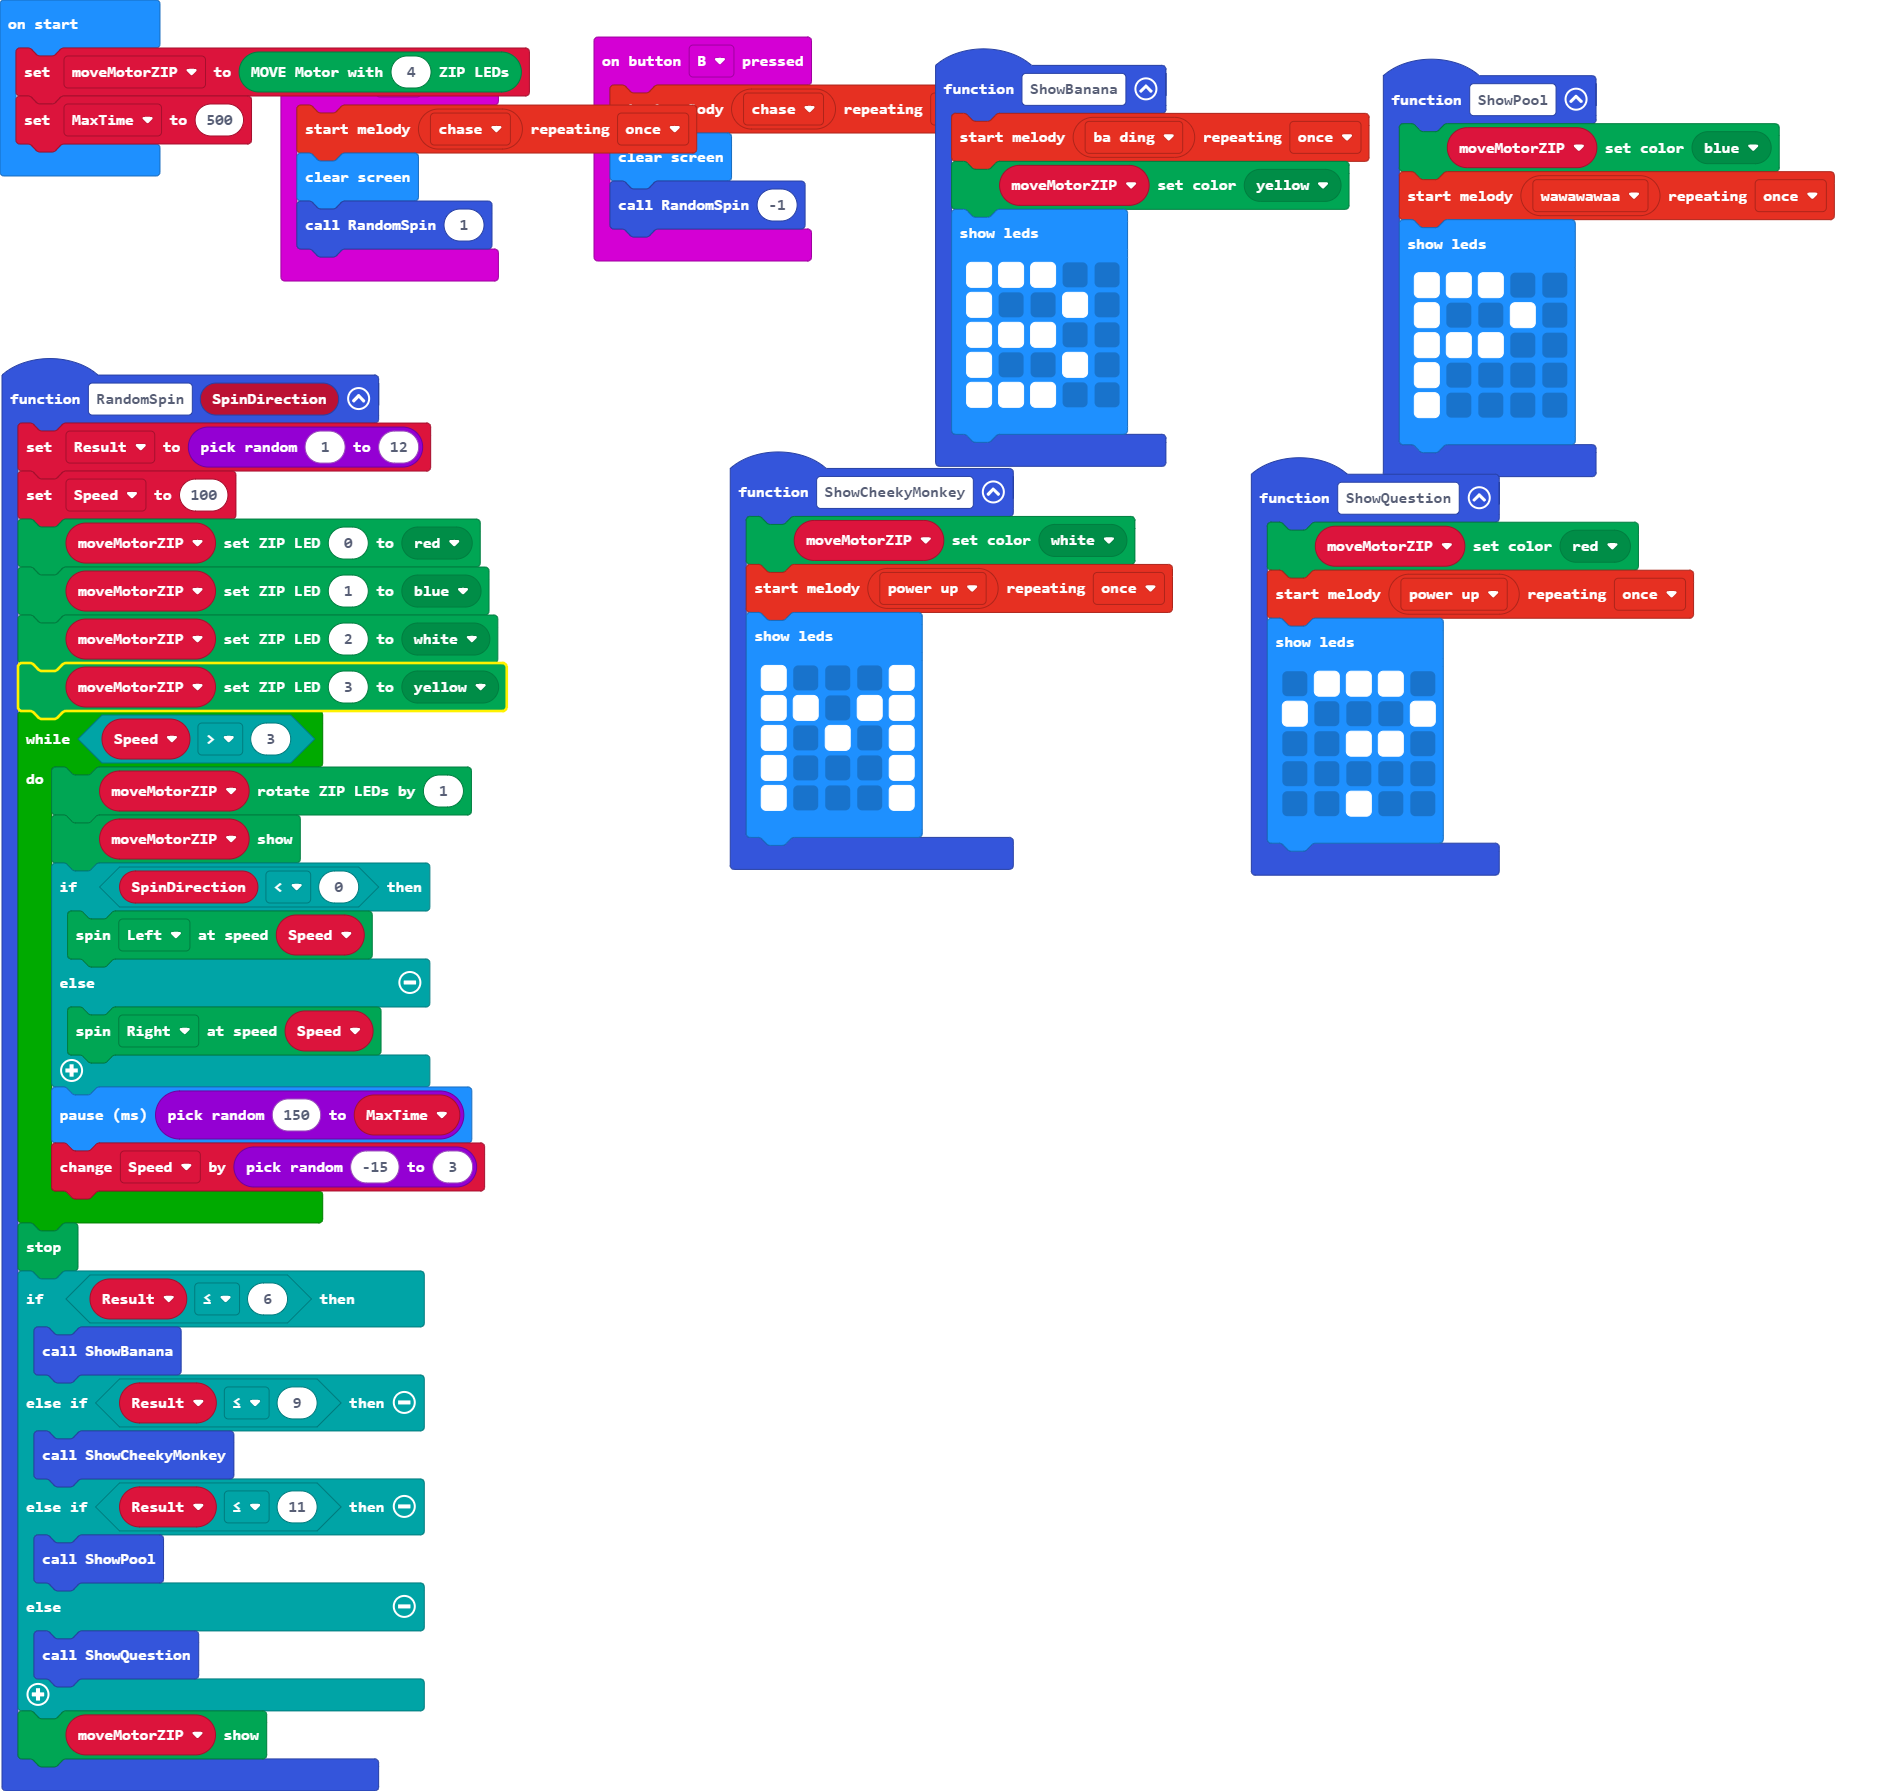 on start
set moveMotorZIP to MOVE Motor with 4 ZIP LEDs
set MaxTime to 500
start melody chase repeating once
clear screen
call RandomSpin 1
on button B pressed
chase repeating
clear screen
call RandomSpin -1
function ShowBanana
start melody ba ding repeating once
moveMotorZIP set color yellow
show leds
function ShowPool
moveMotorZIP set color blue
start melody wawawawaa repeating once
show leds
function RandomSpin SpinDirection
set Result to pick random 1 to 12
set Speed to 100
moveMotorZIP set ZIP LED 0 to red
moveMotorZIP set ZIP LED 1 to blue
moveMotorZIP set ZIP LED 2 to white
moveMotorZIP set ZIP LED 3 to yellow
while Speed > 3
do
moveMotorZIP rotate ZIP LEDs by 1
moveMotorZIP show
if SpinDirection < 0 then
spin Left at speed Speed
else
spin Right at speed Speed
pause (ms) pick random 150 to MaxTime
change Speed by pick random -15 to 3
stop
if Result ≤ 6 then
call ShowBanana
else if Result ≤ 9 then
call ShowCheekyMonkey
else if Result ≤ 11 then
call ShowPool
else
call ShowQuestion
moveMotorZIP show
function ShowCheekyMonkey
moveMotorZIP set color white
start melody power up repeating once
show leds
function ShowQuestion
moveMotorZIP set color red
start melody power up repeating once
show leds